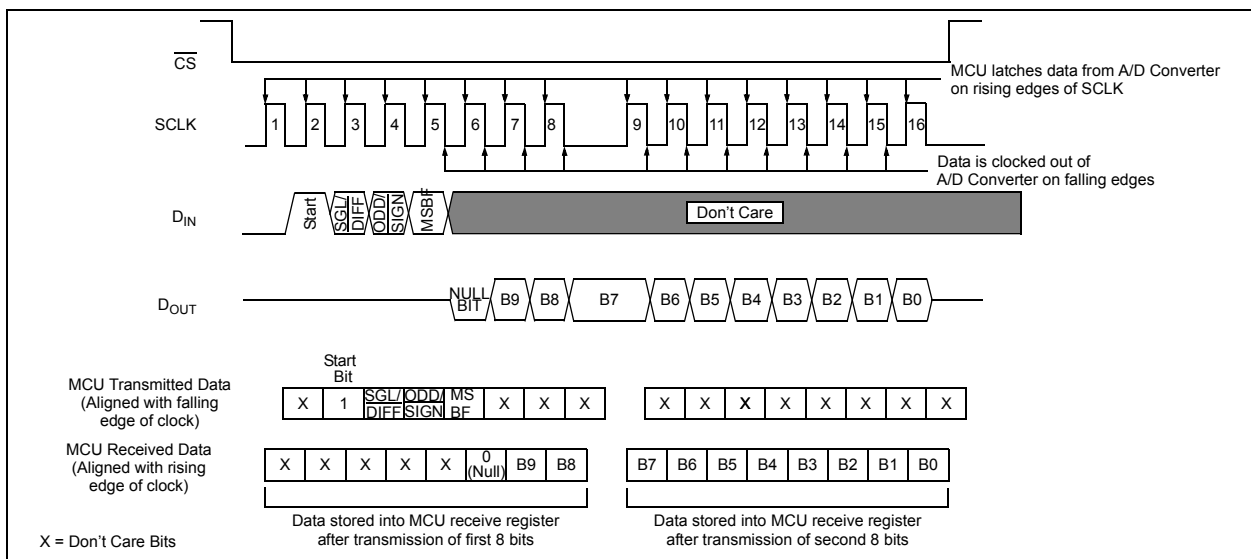 CS
MCU latches data from A/D Converter
on rising edges of SCLK
SCLK
1 2 3 4 5 6 7 8 9 10 11 12 13 14 15 16
Data is clocked out of
A/D Converter on falling edges
DIN
Start
SGL/
DIFF
ODD/
SIGN
MSBF
Don't Care
DOUT
NULL
BIT
B9 B8 B7 B6 B5 B4 B3 B2 B1 B0
Start
Bit
MCU Transmitted Data
(Aligned with falling
edge of clock)
X 1 SGL/ ODD/ MS X X X X X X X X X X X
DIFF SIGN BF
MCU Received Data
(Aligned with rising
edge of clock)
X X X X X 0 B9 B8 B7 B6 B5 B4 B3 B2 B1 B0
(Null)
Data stored into MCU receive register
after transmission of first 8 bits
Data stored into MCU receive register
after transmission of second 8 bits
X = Don't Care Bits